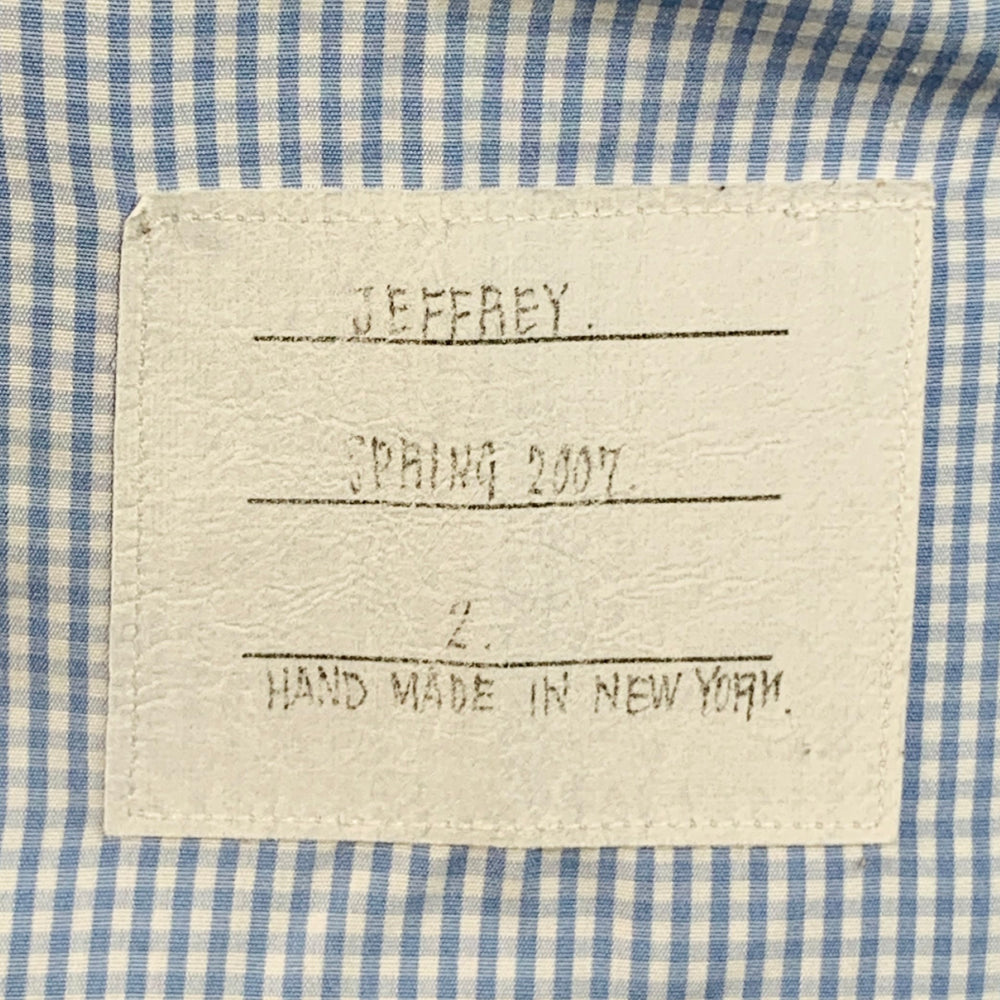 JEFFREY.
SPRING 2007.
2.
HAND MADE IN NEW YORK.